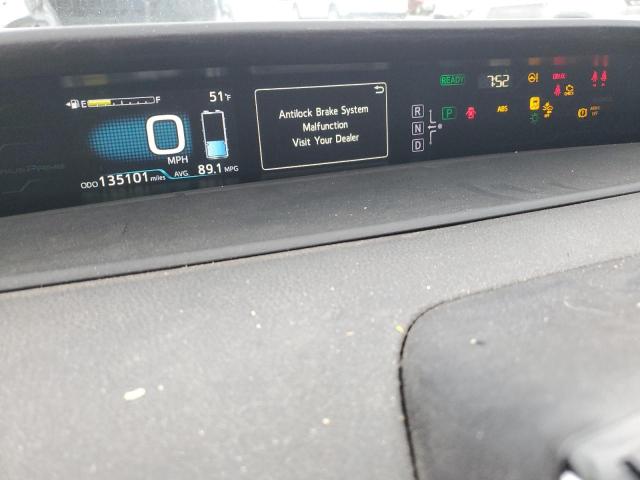 E F 51°F
0
MPH
ODO 135101 miles AVG. 89.1 MPG
Antilock Brake System
Malfunction
Visit Your Dealer
R
N
D
READY 7:52
P ABS